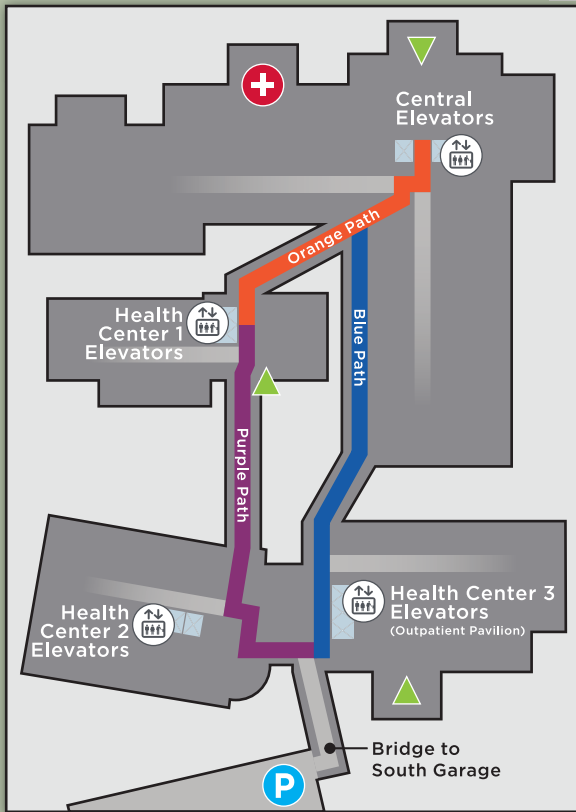 Central
Elevators
Orange Path
Health
Center 1
Elevators
Blue Path
Purple Path
Health
Center 2
Elevators
Health Center 3
Elevators
(Outpatient Pavilion)
Bridge to
South Garage
P